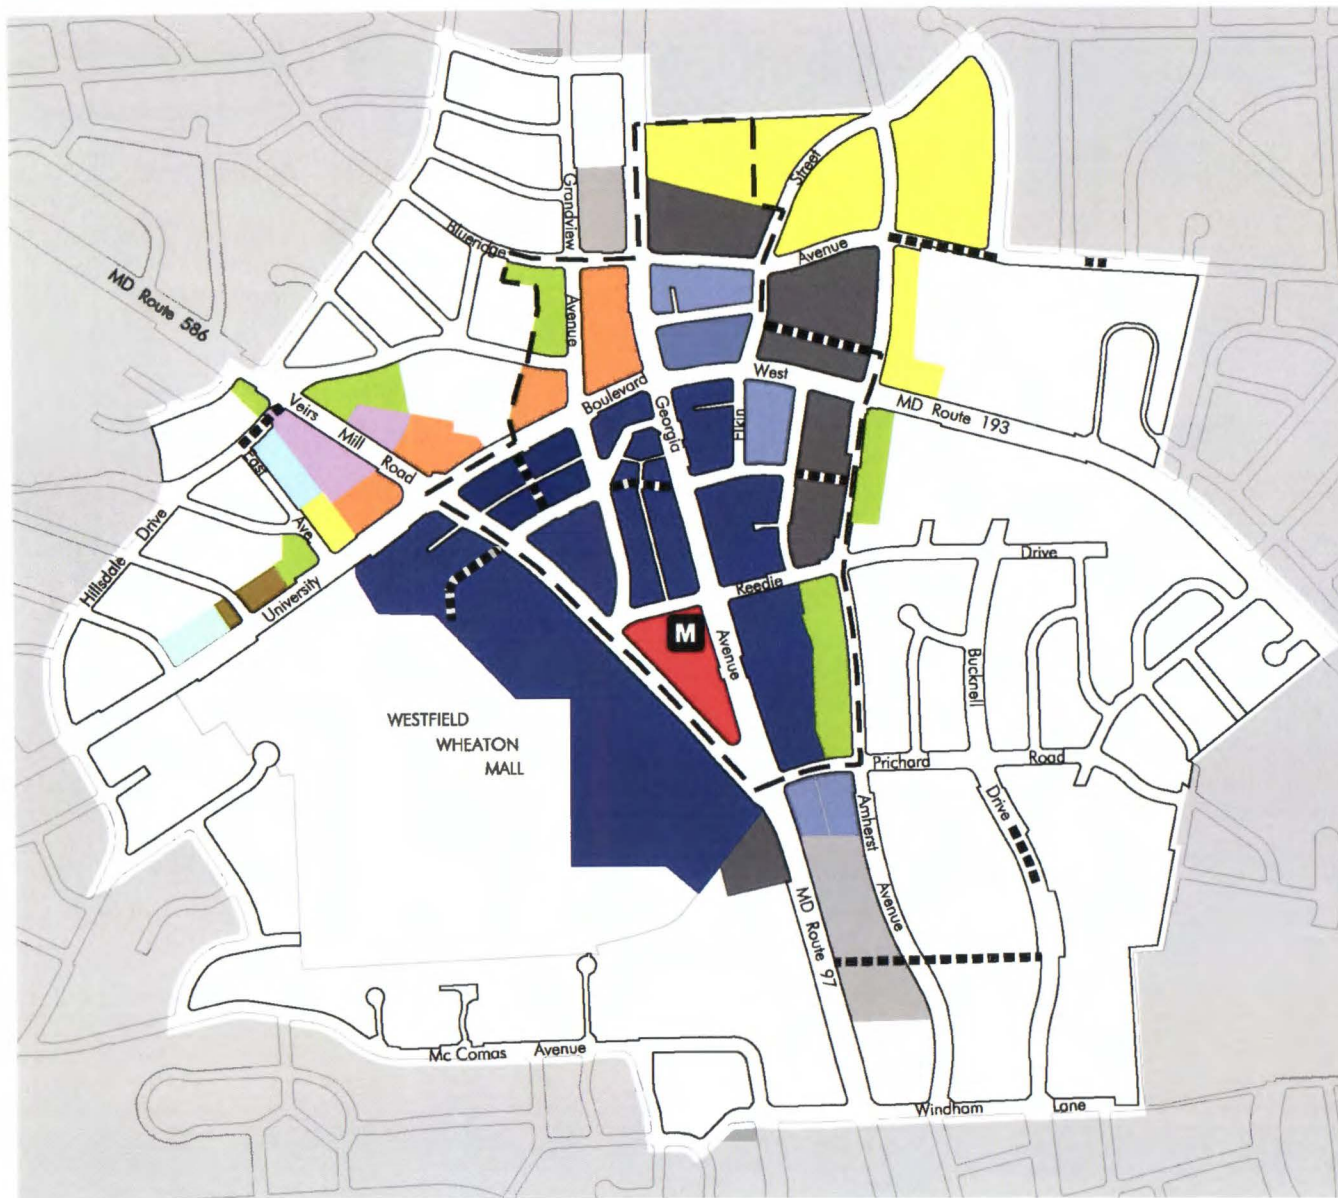 Street
Grandview
Blueridge
Avenue
MD Route 586
Avenue
West
Boulevard
Georgia
Elkin
MD Route 193
Veirs
Mill
Road
East
Ave
Hillsdale
Drive
University
Drive
Reedie
M
Avenue
Bucknell
WESTFIELD
WHEATON
MALL
Prichard
Road
Drive
Amherst
Avenue
MD Route 97
Mc Comas
Avenue
Windham
Lane